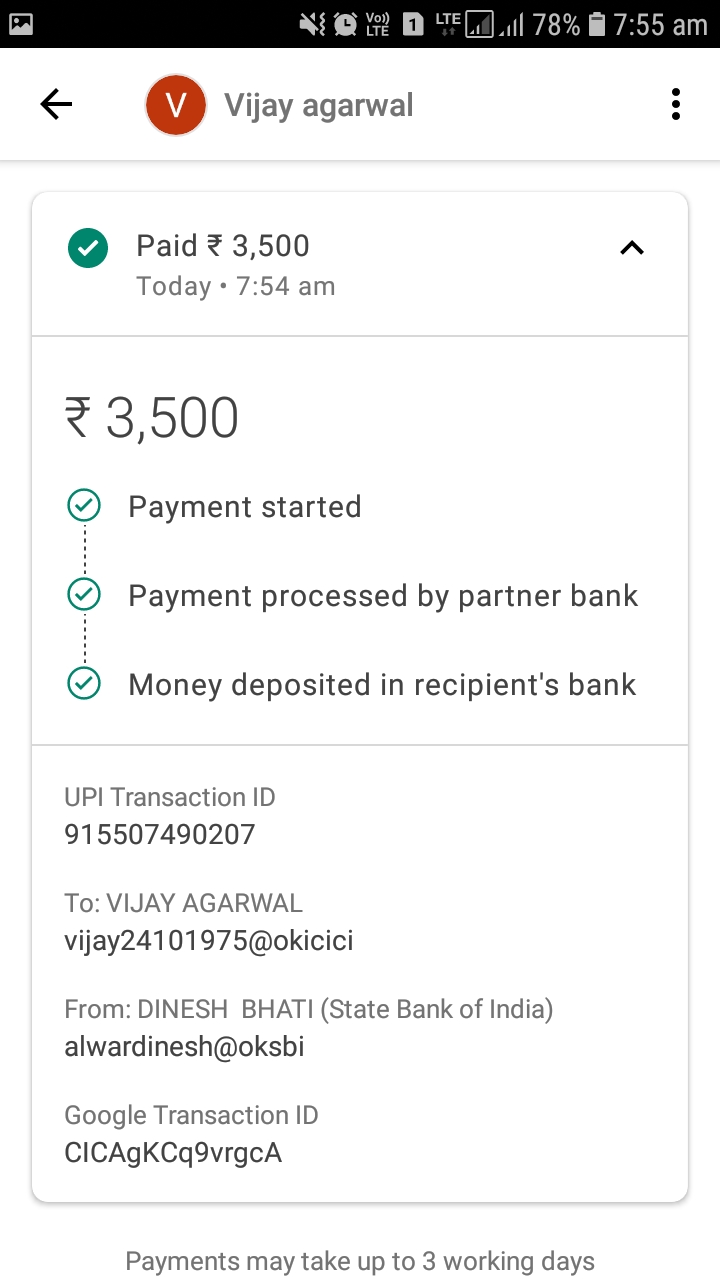 Vo))
LTE
1
LTE
78%
7:55 am
V
Vijay agarwal
Paid ₹ 3,500
Today • 7:54 am
₹ 3,500
Payment started
Payment processed by partner bank
Money deposited in recipient's bank
UPI Transaction ID
915507490207
To: VIJAY AGARWAL
vijay24101975@okicici
From: DINESH  BHATI (State Bank of India)
alwardinesh@oksbi
Google Transaction ID
CICAgKCq9vrgcA
Payments may take up to 3 working days